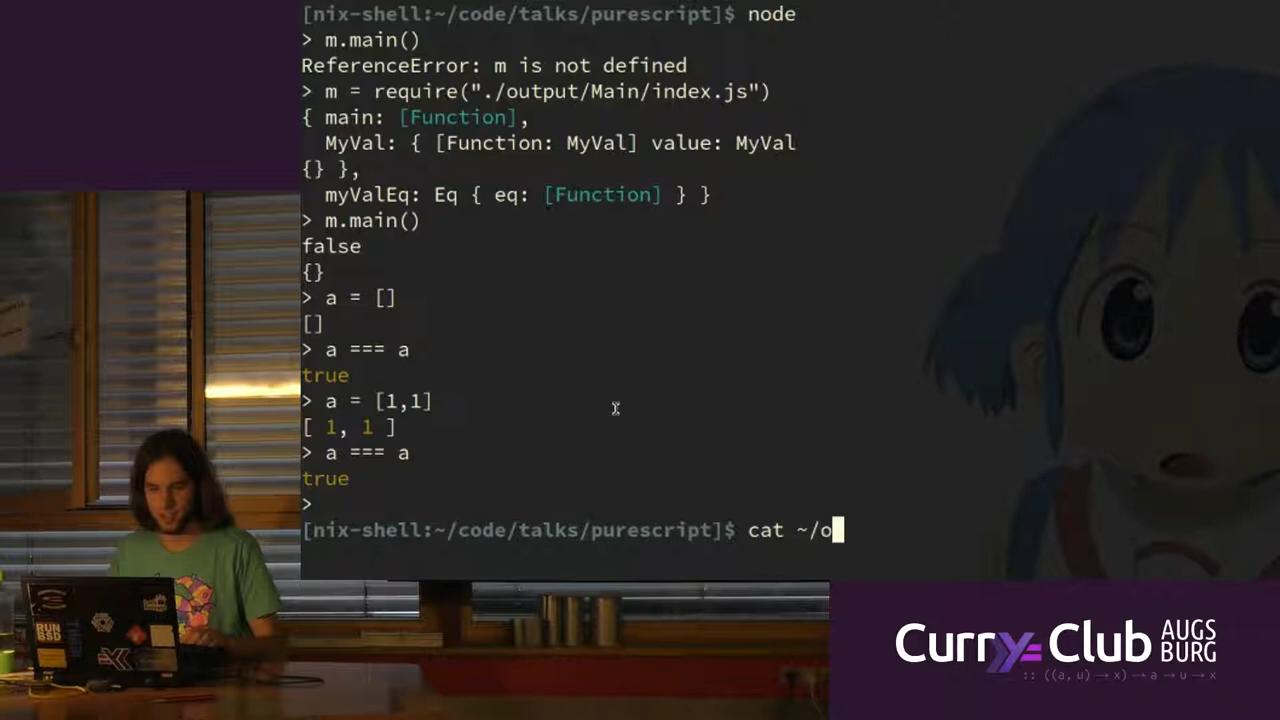 [nix-shell:~/code/talks/purescript]$ node
> m.main()
ReferenceError: m is not defined
> m = require("./output/Main/index.js")
{ main: [Function],
MyVal: { [Function: MyVal] value: MyVal
{} },
myValEq: Eq { eq: [Function] } }
> m.main()
false
{}
> a = []
[]
> a === a
true
> a = [1,1]
[ 1, 1 ]
> a === a
true
>
[nix-shell:~/code/talks/purescript]$ cat ~/o
RUN
BSD
Curry Club AUGS
BURG
:: ((a, u) → x) → a → u → x